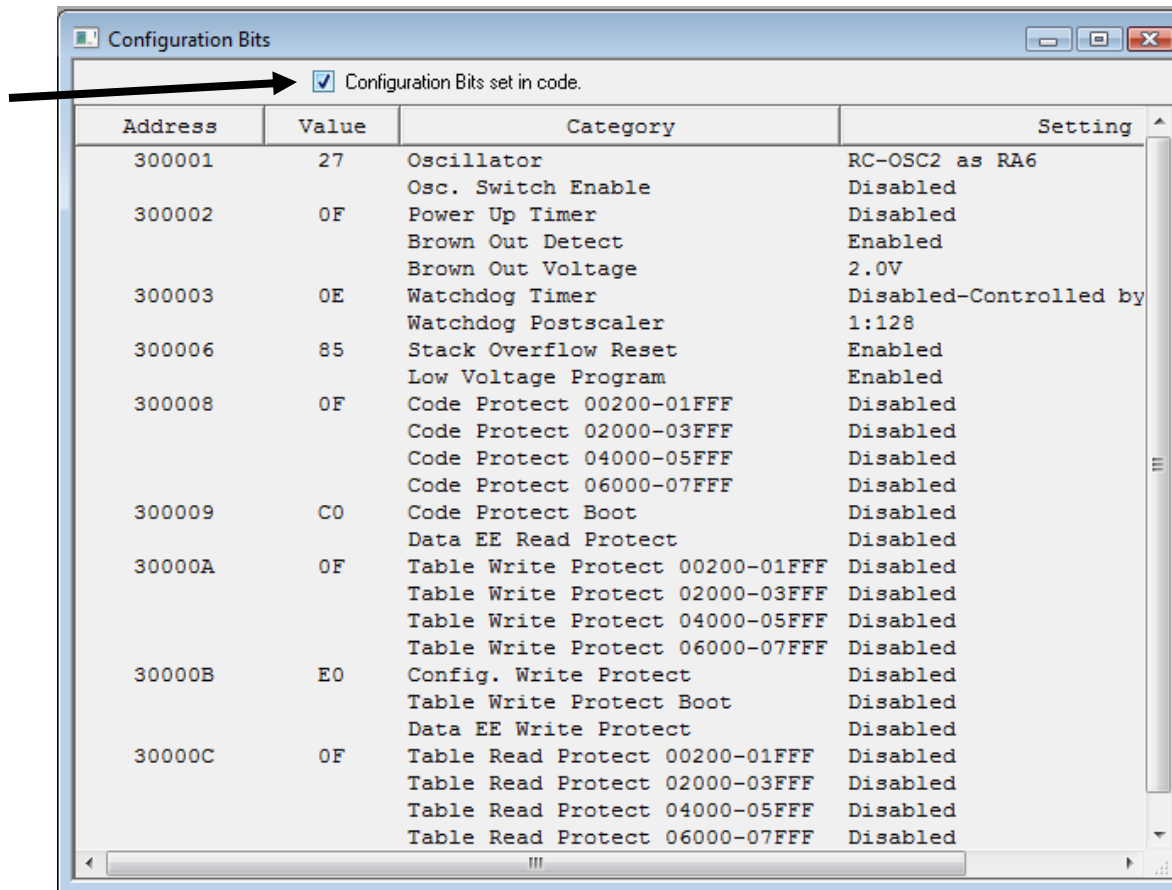 Configuration Bits
Configuration Bits set in code.
Address Value Category Setting
300001 27 Oscillator RC-OSC2 as RA6
Osc. Switch Enable Disabled
300002 0F Power Up Timer Disabled
Brown Out Detect Enabled
Brown Out Voltage 2.0V
300003 0E Watchdog Timer Disabled-Controlled by
Watchdog Postscaler 1:128
300006 85 Stack Overflow Reset Enabled
Low Voltage Program Enabled
300008 0F Code Protect 00200-01FFF Disabled
Code Protect 02000-03FFF Disabled
Code Protect 04000-05FFF Disabled
Code Protect 06000-07FFF Disabled
300009 C0 Code Protect Boot Disabled
Data EE Read Protect Disabled
30000A 0F Table Write Protect 00200-01FFF Disabled
Table Write Protect 02000-03FFF Disabled
Table Write Protect 04000-05FFF Disabled
Table Write Protect 06000-07FFF Disabled
30000B E0 Config. Write Protect Disabled
Table Write Protect Boot Disabled
Data EE Write Protect Disabled
30000C 0F Table Read Protect 00200-01FFF Disabled
Table Read Protect 02000-03FFF Disabled
Table Read Protect 04000-05FFF Disabled
Table Read Protect 06000-07FFF Disabled